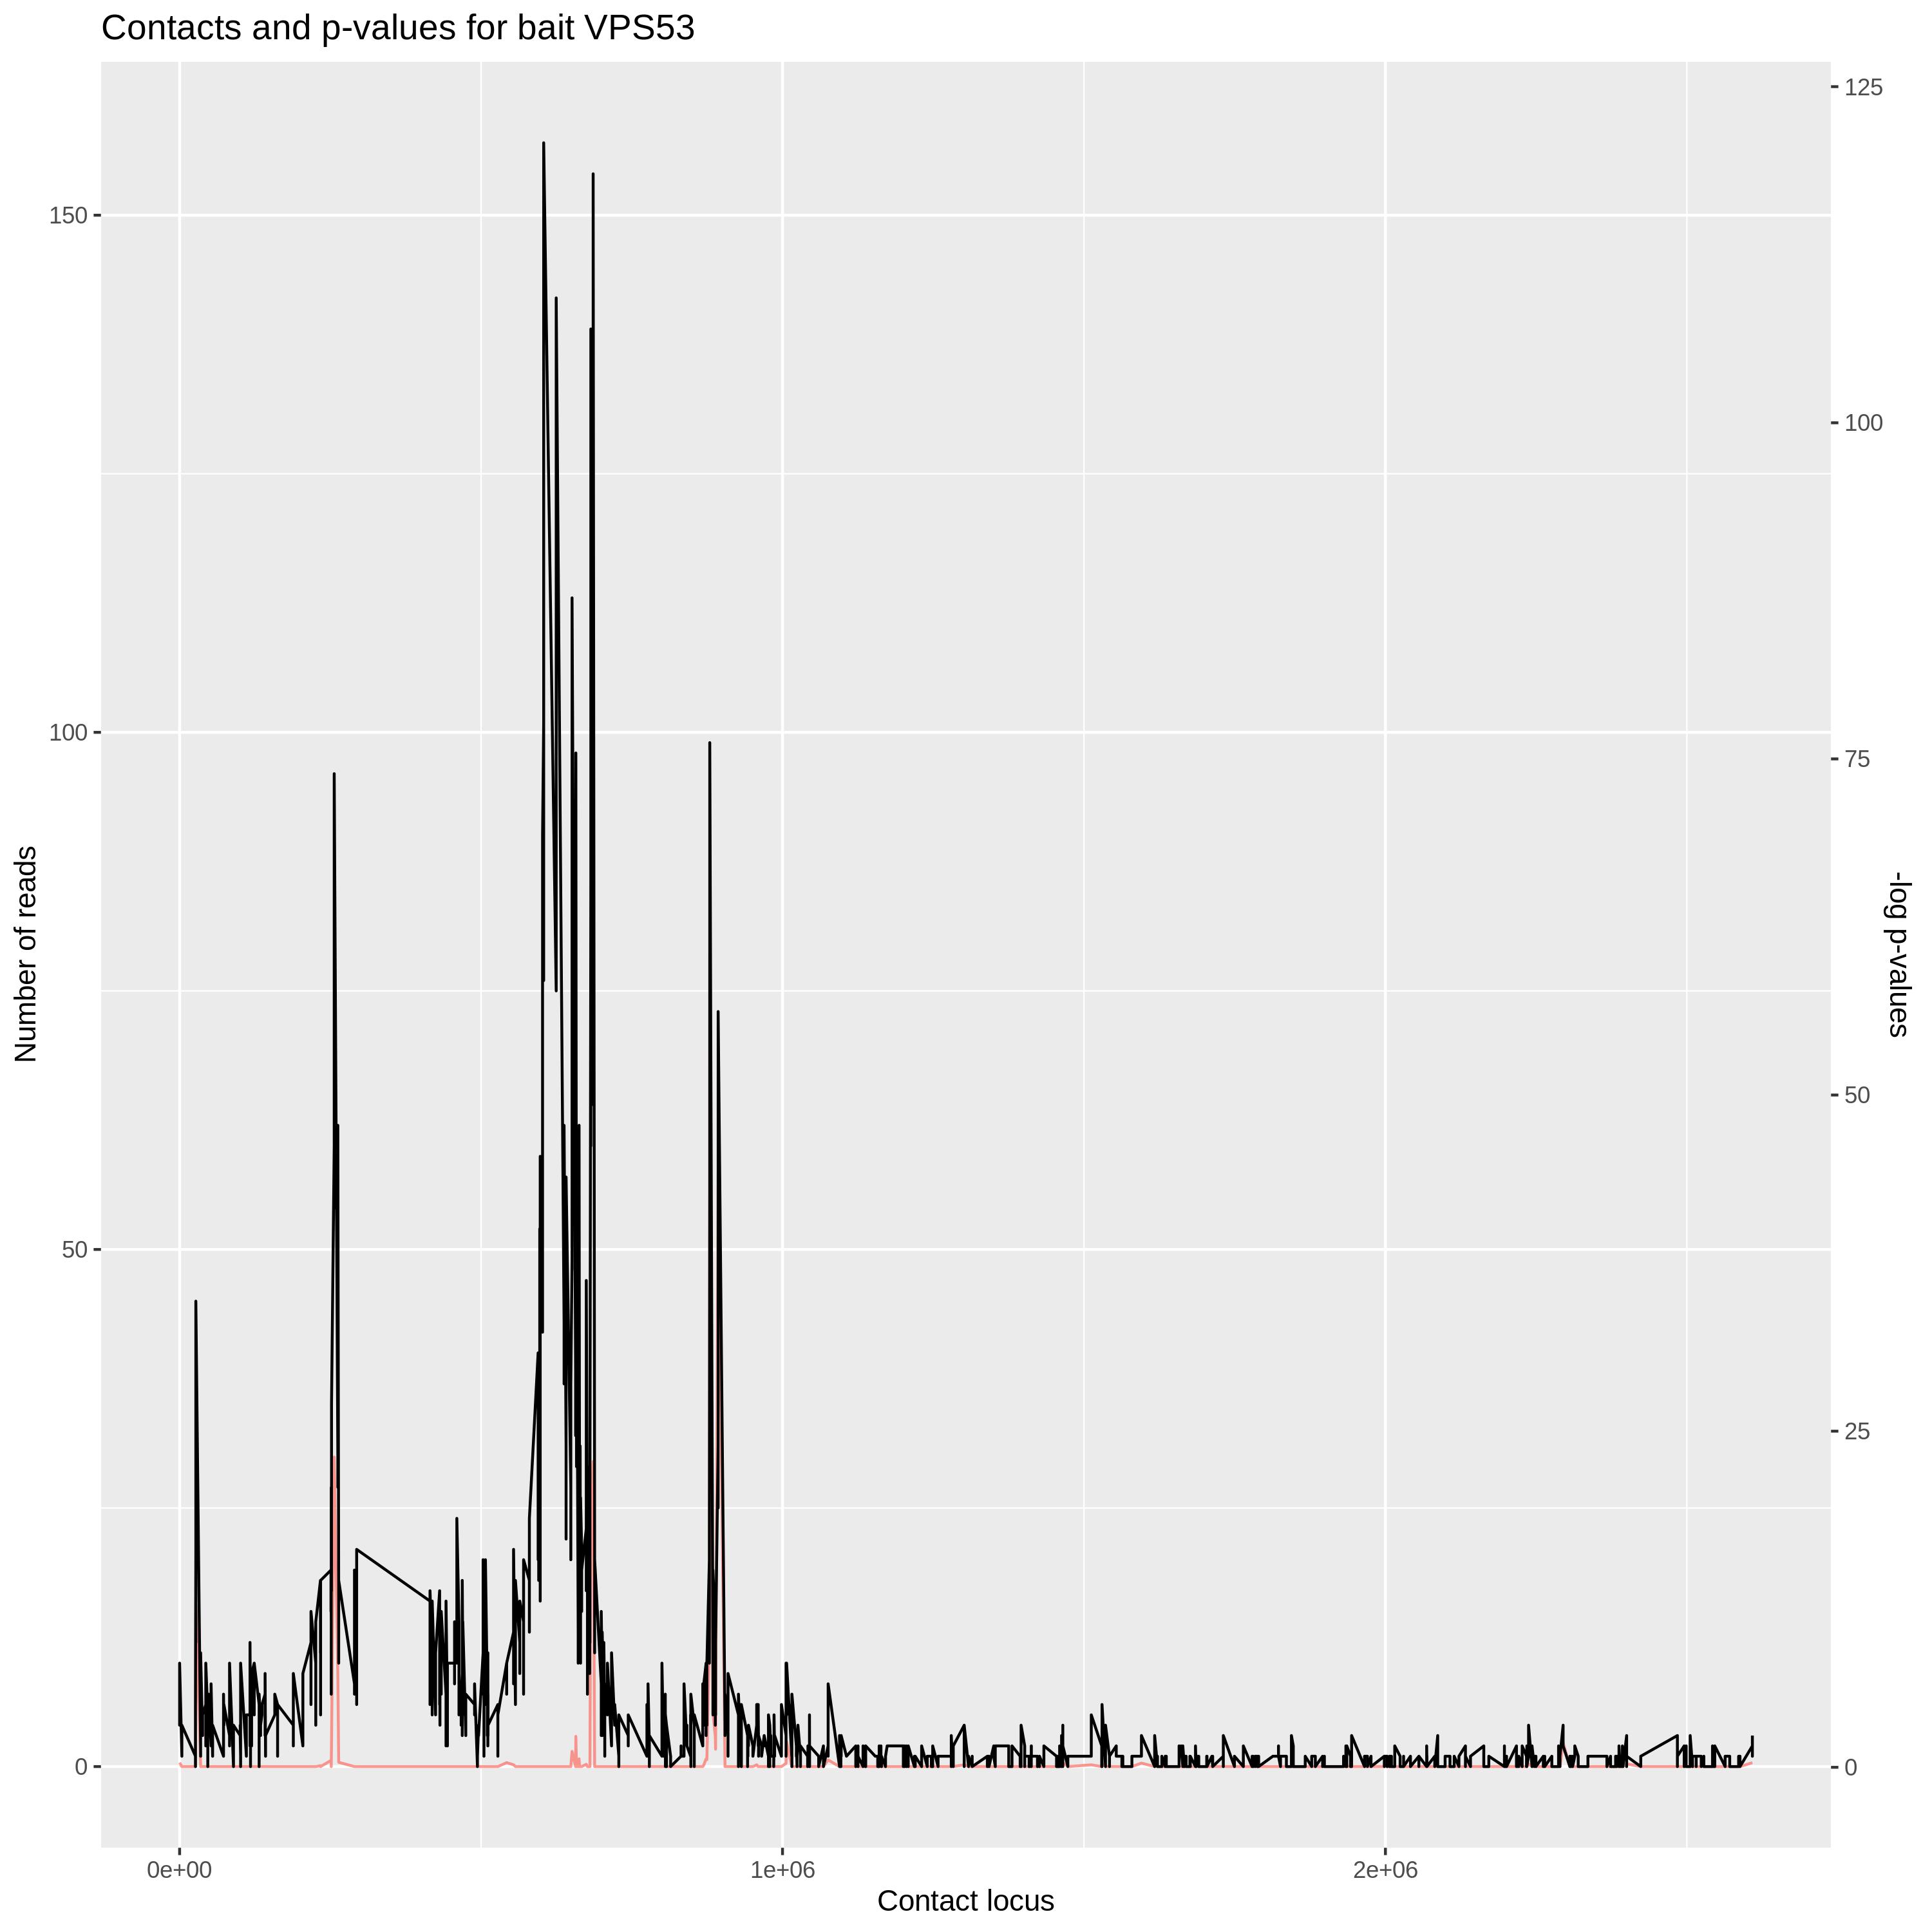 Contacts and p-values for bait VPS53
125
150
100
100
75
Number of reads
-log p-values
50
50
25
0
0
0e+00
1e+06
2e+06
Contact locus